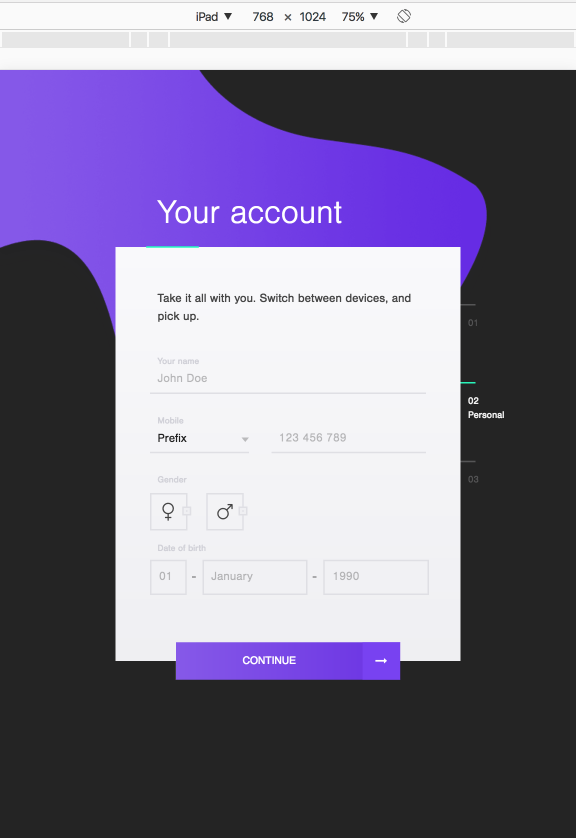 iPad ▼ 768 × 1024 75% ▼
Your account
Take it all with you. Switch between devices, and
pick up.
Your name
John Doe
Mobile
Prefix 123 456 789
Gender
Date of birth
01 - January - 1990
CONTINUE
01
02
Personal
03